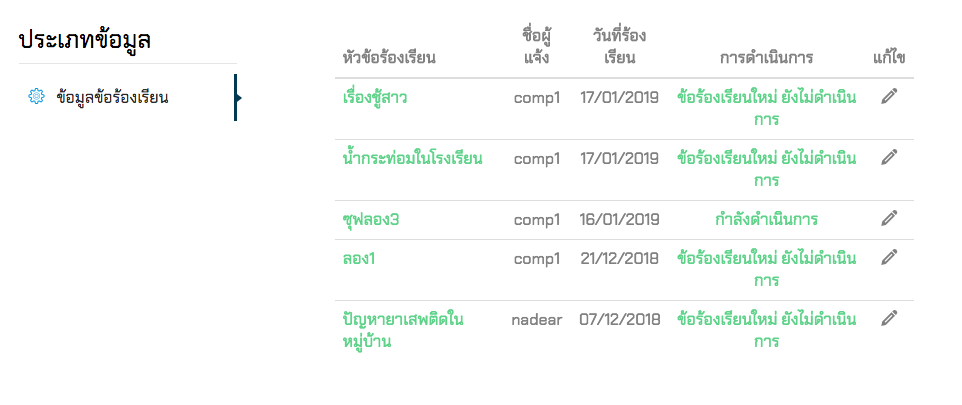 ประเภทข้อมูล
ข้อมูลข้อร้องเรียน
หัวข้อร้องเรียน ชื่อผู้แจ้ง วันที่ร้องเรียน การดำเนินการ แก้ไข
เรื่องชู้สาว comp1 17/01/2019 ข้อร้องเรียนใหม่ ยังไม่ดำเนิน
การ
น้ำกระท่อมในโรงเรียน comp1 17/01/2019 ข้อร้องเรียนใหม่ ยังไม่ดำเนิน
การ
ซุฟลอง3 comp1 16/01/2019 กำลังดำเนินการ
ลอง1 comp1 21/12/2018 ข้อร้องเรียนใหม่ ยังไม่ดำเนิน
การ
ปัญหายาเสพติดใน nadear 07/12/2018 ข้อร้องเรียนใหม่ ยังไม่ดำเนิน
หมู่บ้าน การ